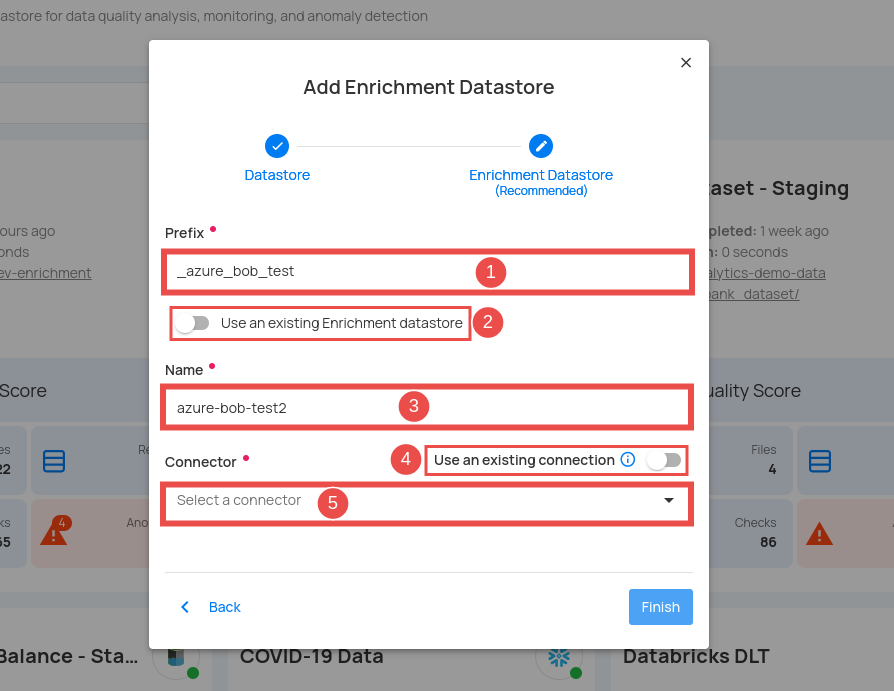 astore for data quality analysis, monitoring, and anomaly detection
Add Enrichment Datastore
Datastore
Enrichment Datastore
(Recommended)
aset - Staging
ours ago
onds
ev-enrichment
pleted: 1 week ago
n: 0 seconds
alytics-demo-data
bank_dataset/
Prefix
_azure_bob_test
1
Use an existing Enrichment datastore
2
Name
azure-bob-test2
3
Score
uality Score
Connector
4
Use an existing connection
Select a connector
5
es
22
Re
Files
4
ks
65
4
Ano
Checks
86
A
Back
Finish
Balance - Sta...
COVID-19 Data
Databricks DLT